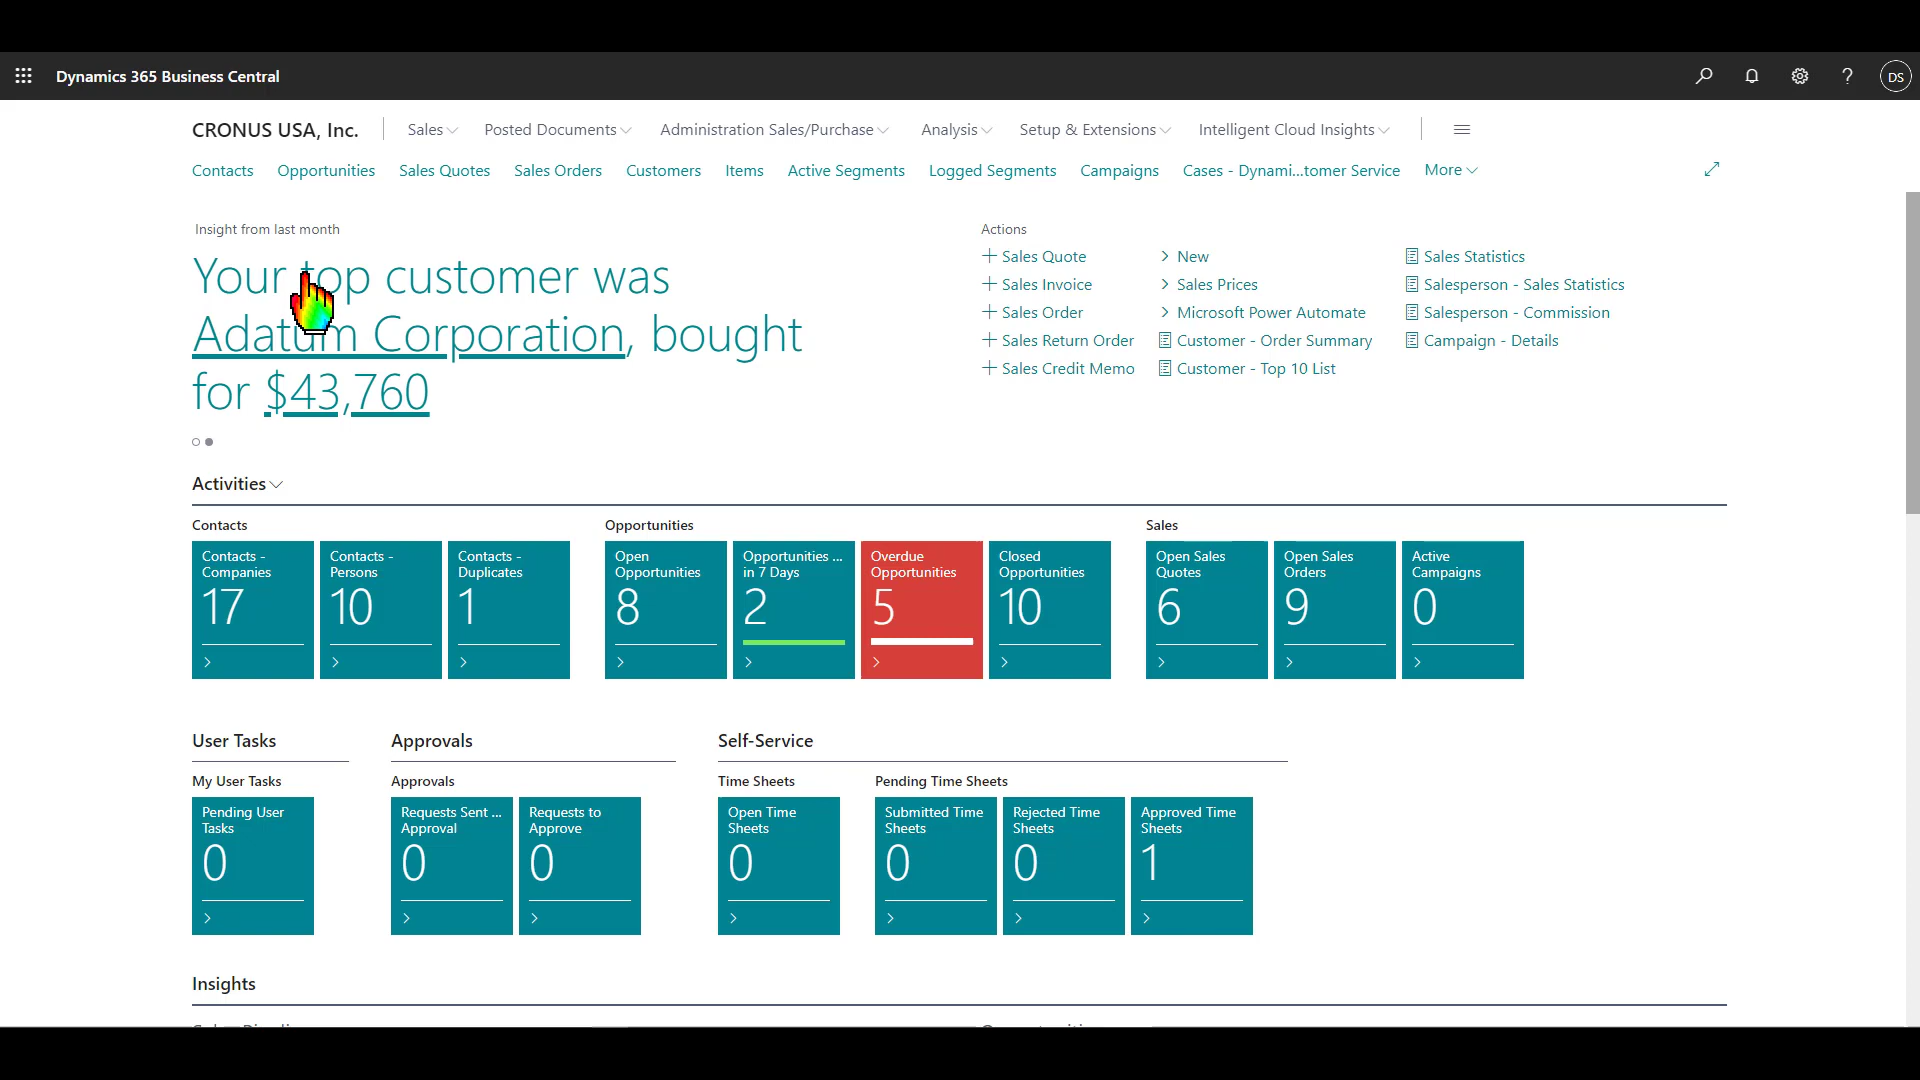 Dynamics 365 Business Central
DS
CRONUS USA, Inc.
Sales
Posted Documents
Administration Sales/Purchase
Analysis
Setup & Extensions
Intelligent Cloud Insights
Contacts
Opportunities
Sales Quotes
Sales Orders
Customers
Items
Active Segments
Logged Segments
Campaigns
Cases - Dynami...tomer Service
More
Insight from last month
Your top customer was
Adatum Corporation, bought
for $43,760
Actions
Sales Quote
Sales Invoice
Sales Order
Sales Return Order
Sales Credit Memo
New
Sales Prices
Microsoft Power Automate
Customer - Order Summary
Customer - Top 10 List
Sales Statistics
Salesperson - Sales Statistics
Salesperson - Commission
Campaign - Details
Activities
Contacts
Contacts -
Companies
17
Contacts -
Persons
10
Contacts -
Duplicates
1
Opportunities
Open
Opportunities
8
Opportunities ...
in 7 Days
2
Overdue
Opportunities
5
Closed
Opportunities
10
Sales
Open Sales
Quotes
6
Open Sales
Orders
9
Active
Campaigns
0
User Tasks
My User Tasks
Pending User
Tasks
0
Approvals
Approvals
Requests Sent ...
Approval
0
Requests to
Approve
0
Self-Service
Time Sheets
Open Time
Sheets
0
Pending Time Sheets
Submitted Time
Sheets
0
Rejected Time
Sheets
0
Approved Time
Sheets
1
Insights